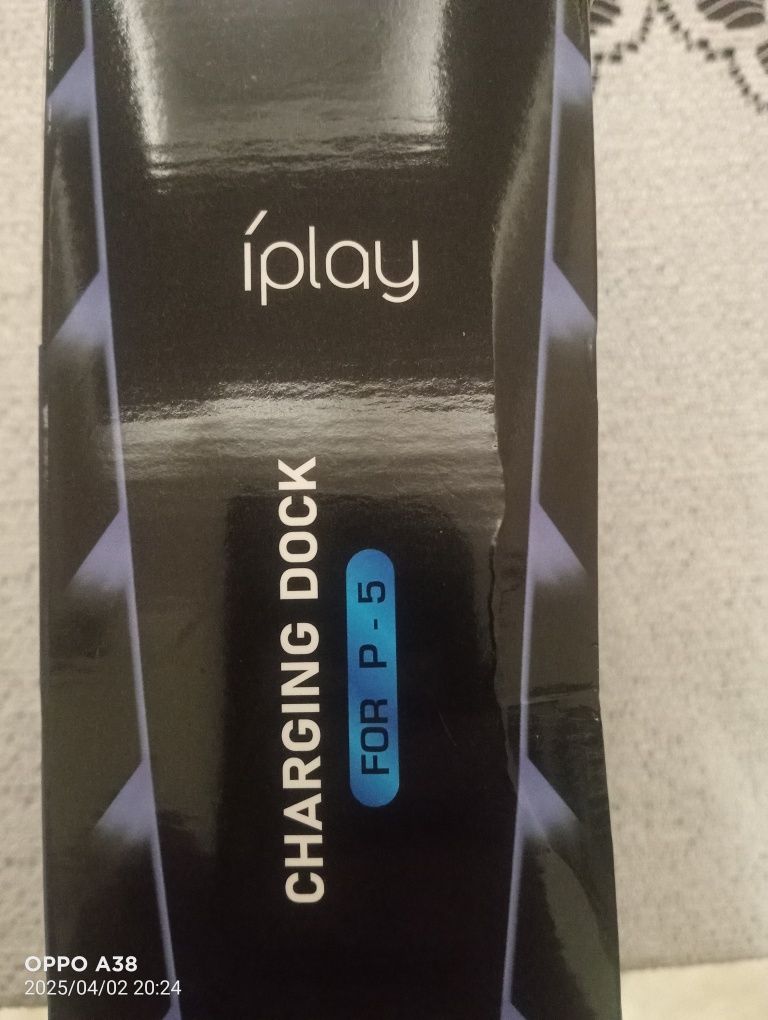 íplay
CHARGING DOCK
FOR P - 5
OPPO A38
2025/04/02 20:24